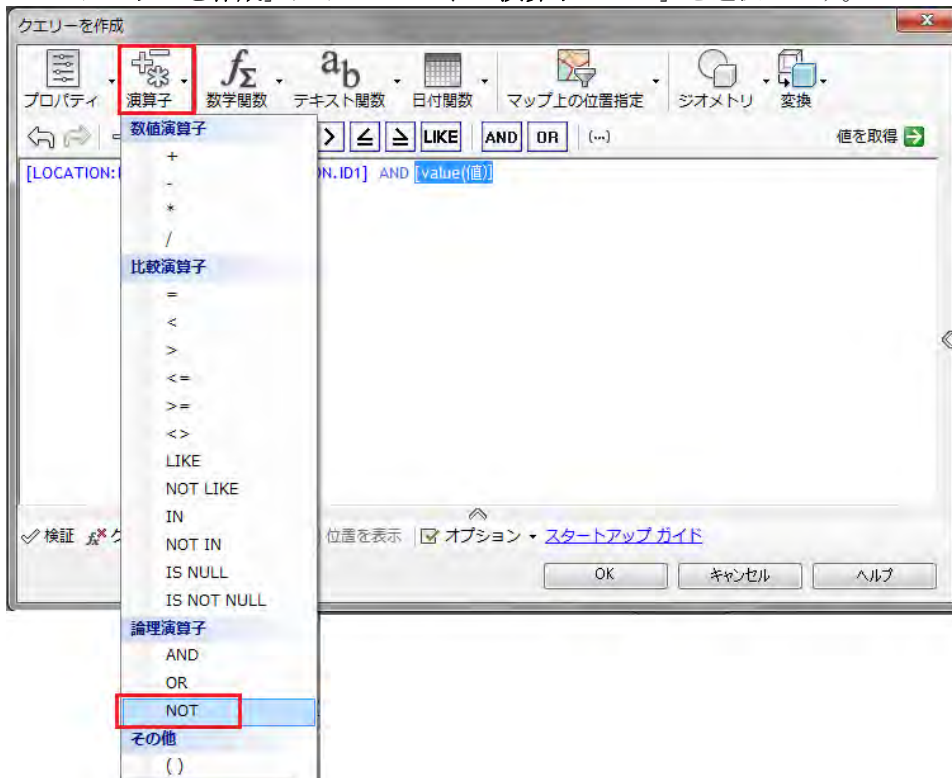 クエリーを作成
プロパティ 演算子 数学関数 テキスト関数 日付関数 マップ上の位置指定 ジオメトリ 変換
= > ≤ ≥ LIKE AND OR (...) 値を取得
[LOCATION: N.ID1] AND [value(値)]
数値演算子
+
-
*
/
比較演算子
=
<
>
<=
>=
<>
LIKE
NOT LIKE
IN
NOT IN
IS NULL
IS NOT NULL
論理演算子
AND
OR
NOT
その他
( )
検証 ク 位置を表示 オプション スタートアップ ガイド
OK キャンセル ヘルプ